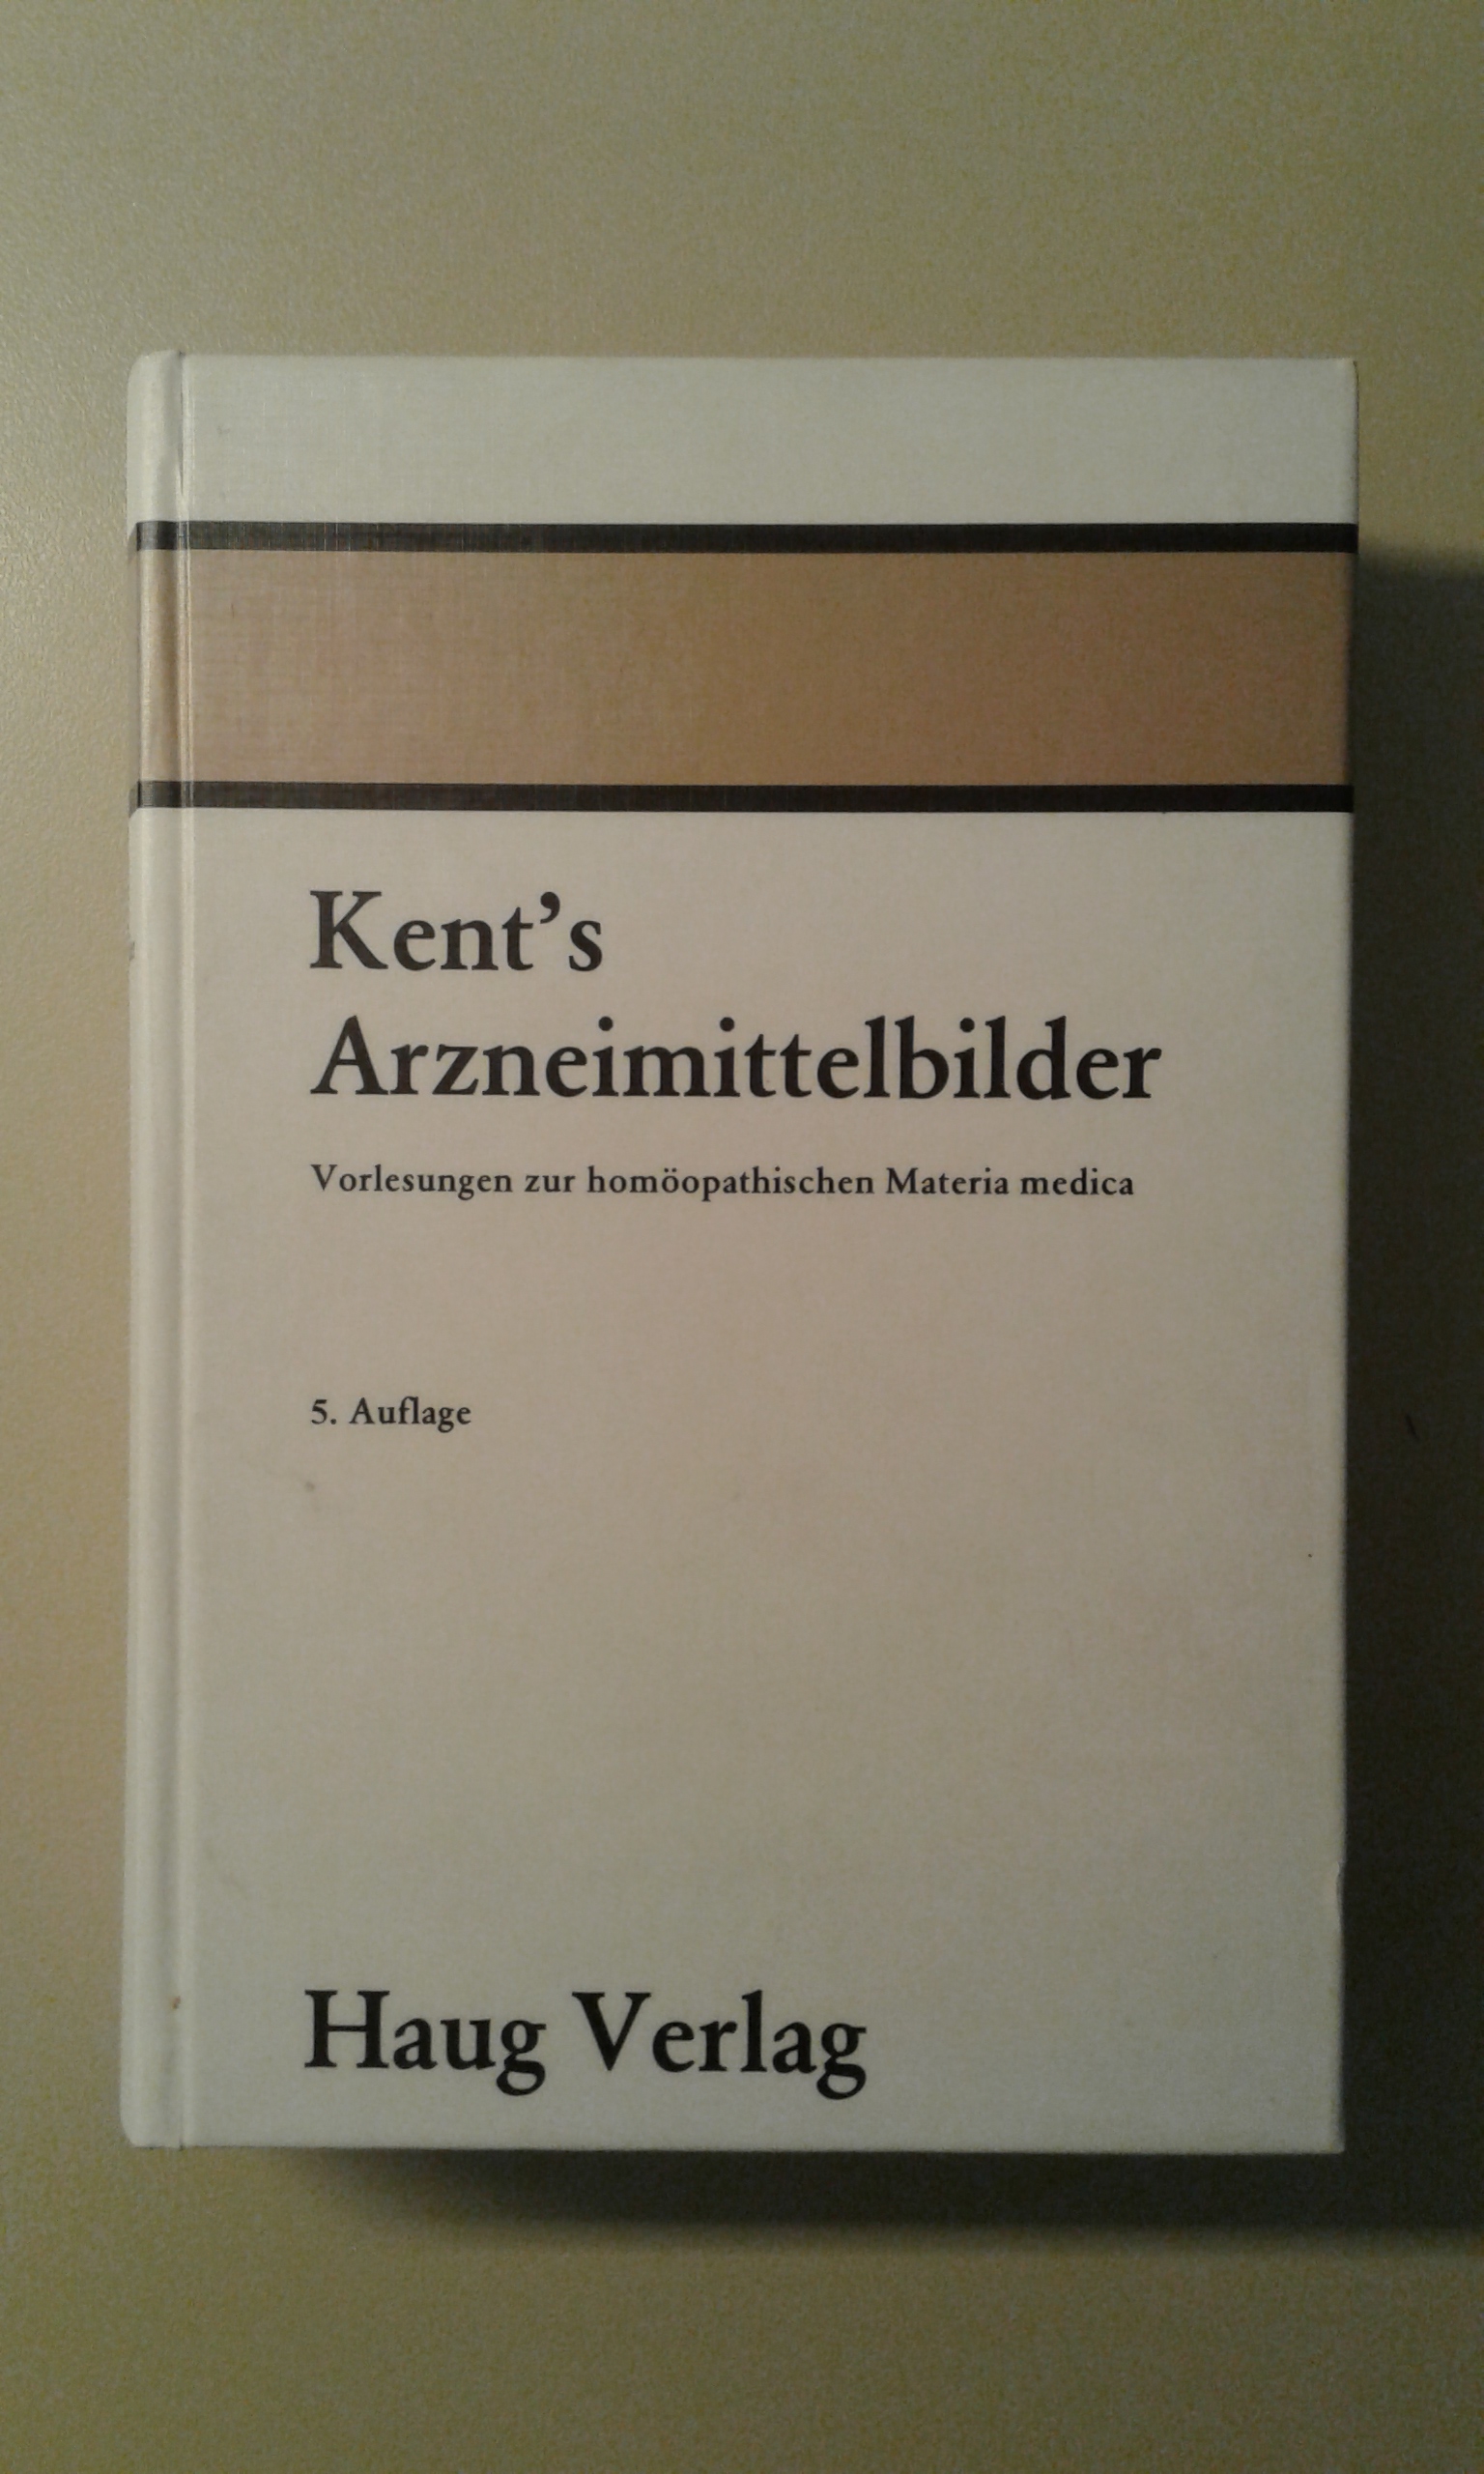 Kent’s
Arzneimittelbilder
Vorlesungen zur homöopathischen Materia medica
5. Auflage
Haug Verlag